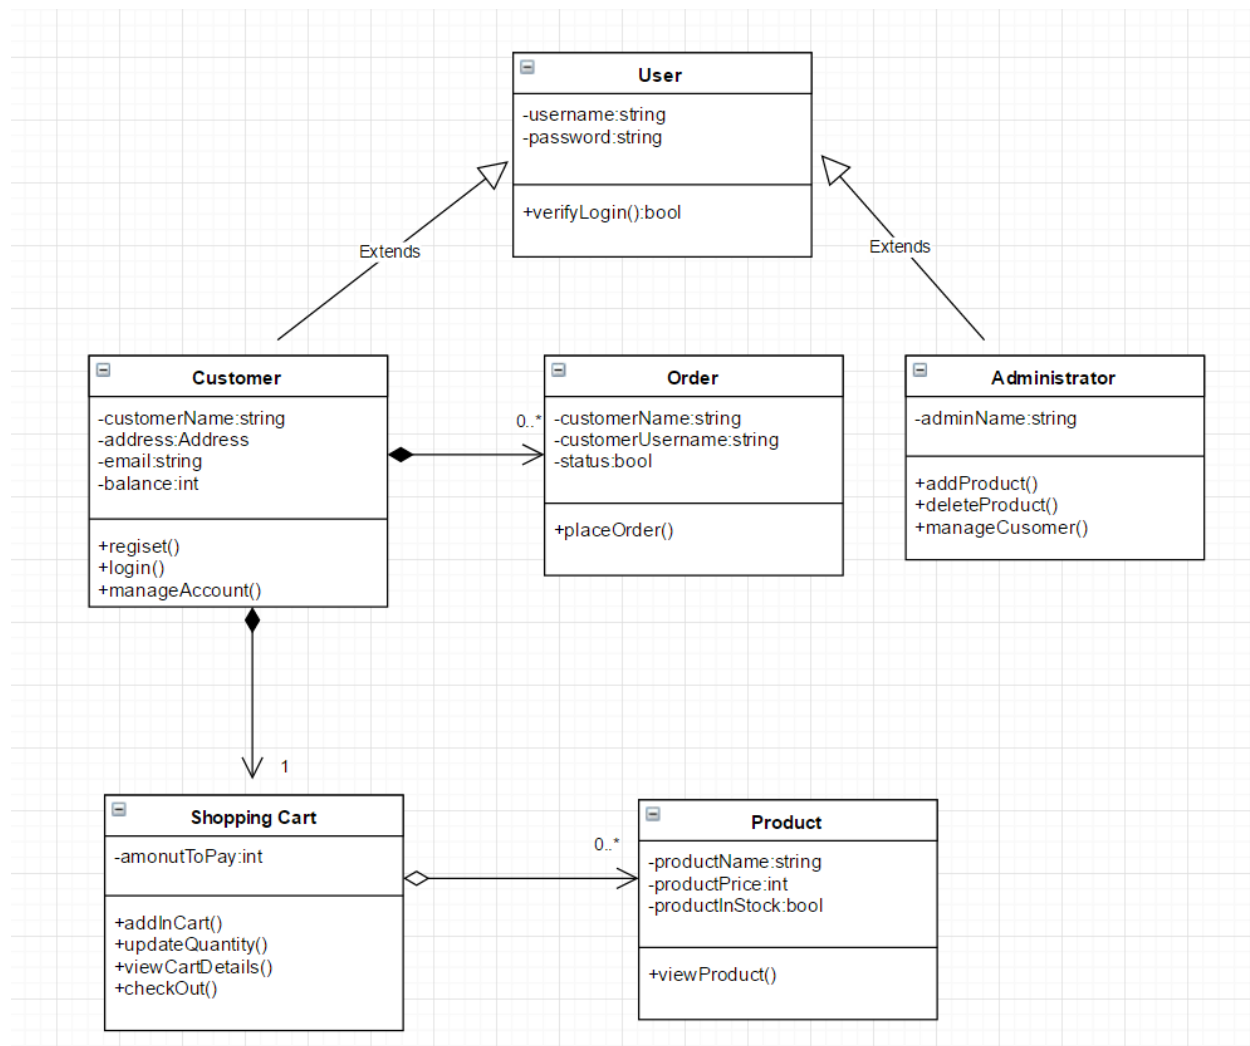 User
-username:string
-password:string
+verifyLogin():bool
Extends
Extends
Customer
-customerName:string
-address:Address
-email:string
-balance:int
+regiset()
+login()
+manageAccount()
0..*
Order
-customerName:string
-customerUsername:string
-status:bool
+placeOrder()
Administrator
-adminName:string
+addProduct()
+deleteProduct()
+manageCusomer()
1
Shopping Cart
-amonutToPay:int
+addInCart()
+updateQuantity()
+viewCartDetails()
+checkOut()
0..*
Product
-productName:string
-productPrice:int
-productInStock:bool
+viewProduct()